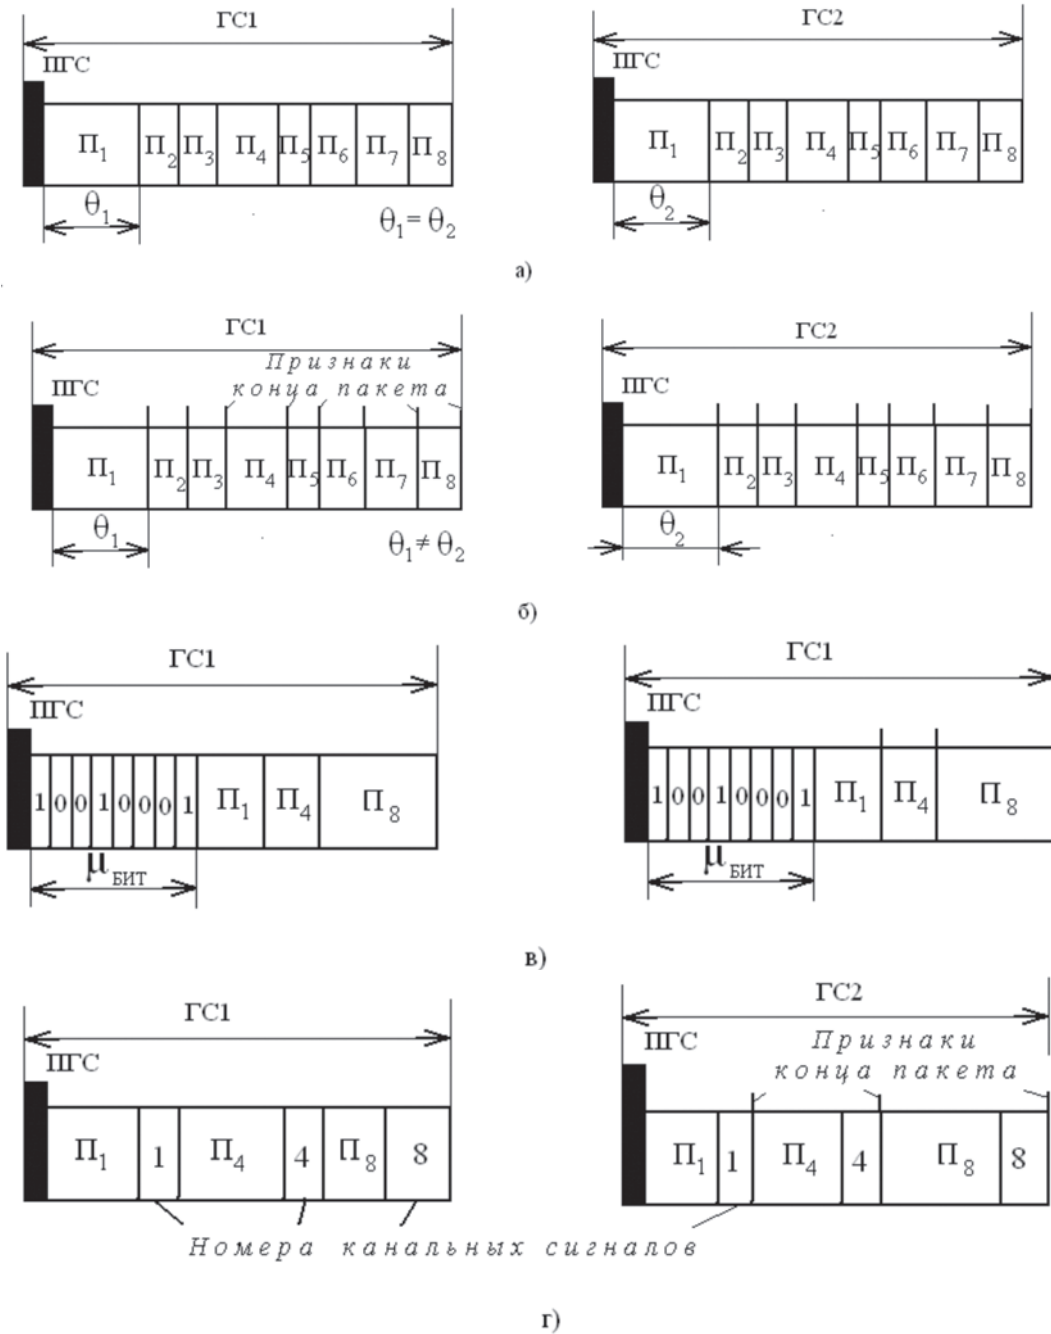 ГС1 ГС2
ПГС ПГС
П1 П2 П3 П4 П5 П6 П7 П8 П1 П2 П3 П4 П5 П6 П7 П8
θ1 θ1= θ2 θ2
а)
ГС1 ГС2
Признаки
ПГС конца пакета ПГС
П1 П2 П3 П4 П5 П6 П7 П8 П1 П2 П3 П4 П5 П6 П7 П8
θ1 θ1≠ θ2 θ2
б)
ГС1 ГС1
ПГС ПГС
1 0 0 1 0 0 0 1 П1 П4 П8 1 0 0 1 0 0 0 1 П1 П4 П8
μБИТ μБИТ
в)
ГС1 ГС2
ПГС ПГС Признаки
конца пакета
П1 1 П4 4 П8 8 П1 1 П4 4 П8 8
Номера канальных сигналов
г)